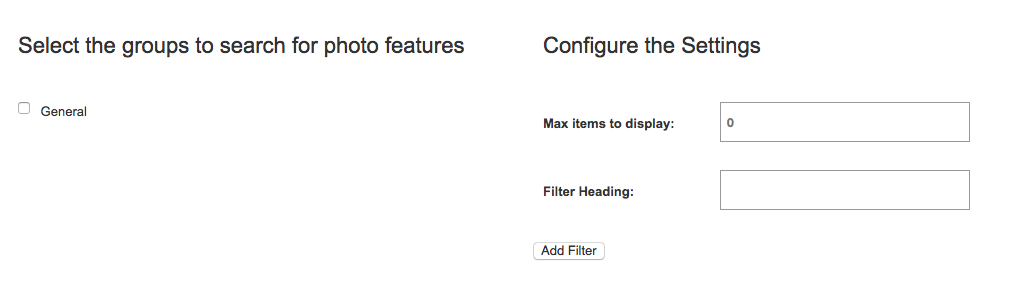 Select the groups to search for photo features
General
Configure the Settings
Max items to display: 0
Filter Heading:
Add Filter